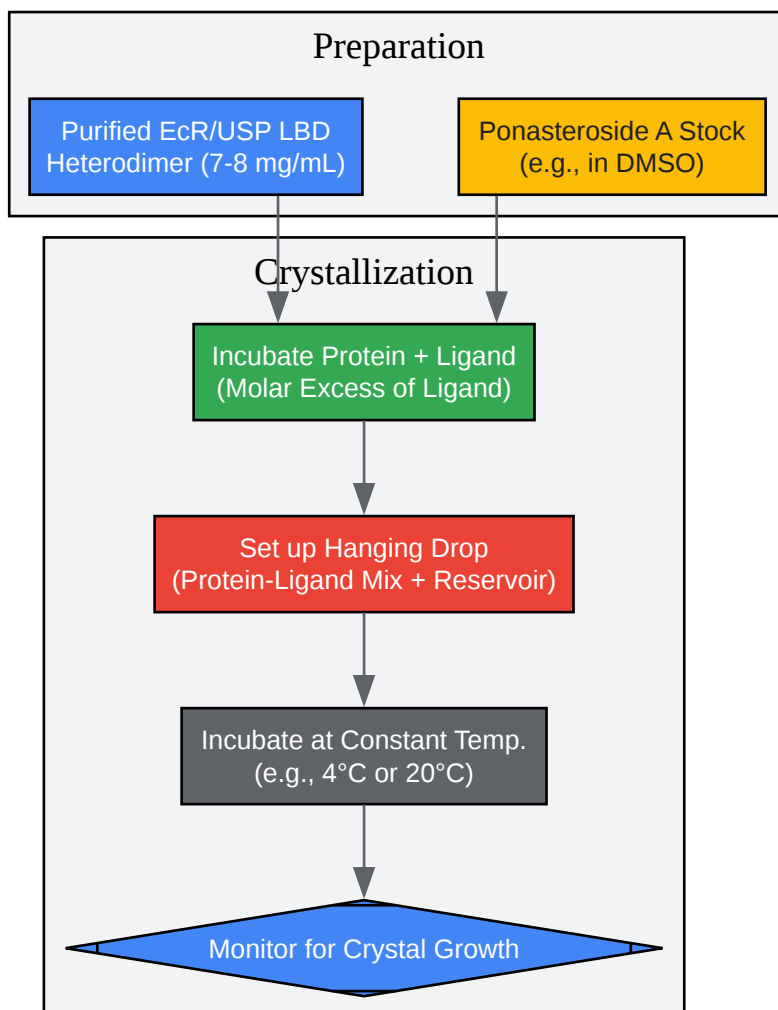 Preparation
Purified EcR/USP LBD
Heterodimer (7-8 mg/mL)
Ponasteroside A Stock
(e.g., in DMSO)
Crystallization
Incubate Protein + Ligand
(Molar Excess of Ligand)
Set up Hanging Drop
(Protein-Ligand Mix + Reservoir)
Incubate at Constant Temp.
(e.g., 4°C or 20°C)
Monitor for Crystal Growth